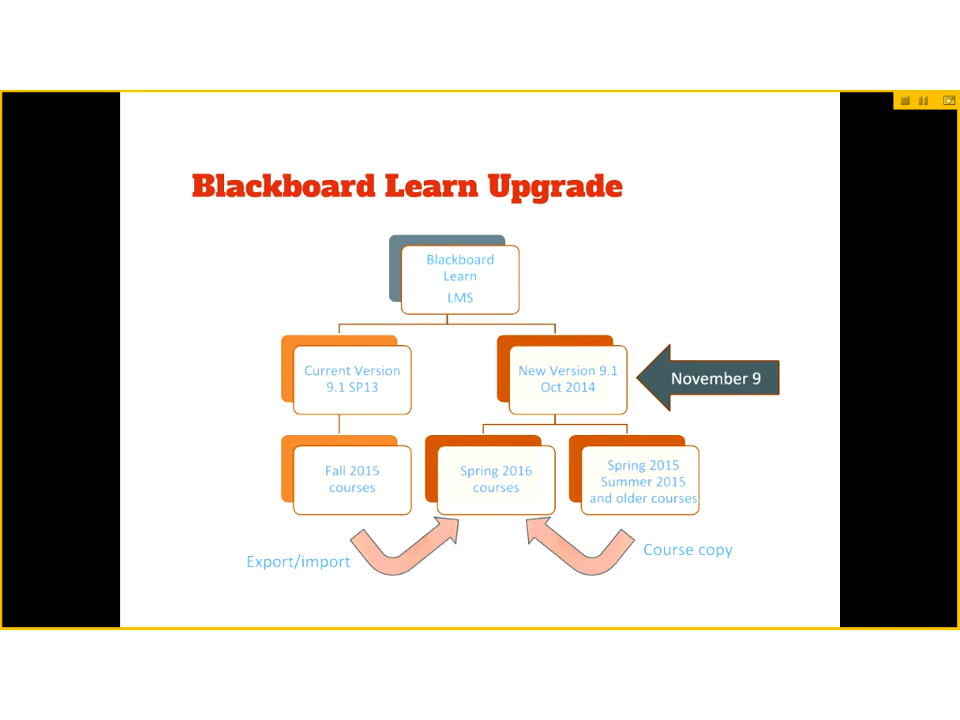 Blackboard Learn Upgrade
Blackboard
Learn
LMS
Current Version
9.1 SP13
New Version 9.1
Oct 2014
November 9
Fall 2015
courses
Spring 2016
courses
Spring 2015
Summer 2015
and older courses
Export/import
Course copy